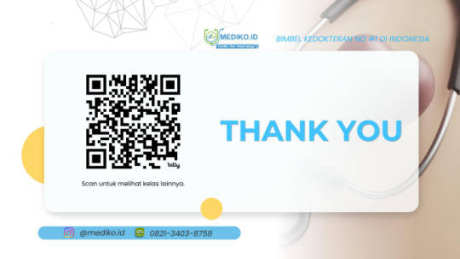 MEDIKO.ID
BIMBEL KEDOKTERAN NO. #1 DI INDONESIA
THANK YOU
bitly
Scan untuk melihat kelas lainnya.
@mediko.id
0821-3403-8758